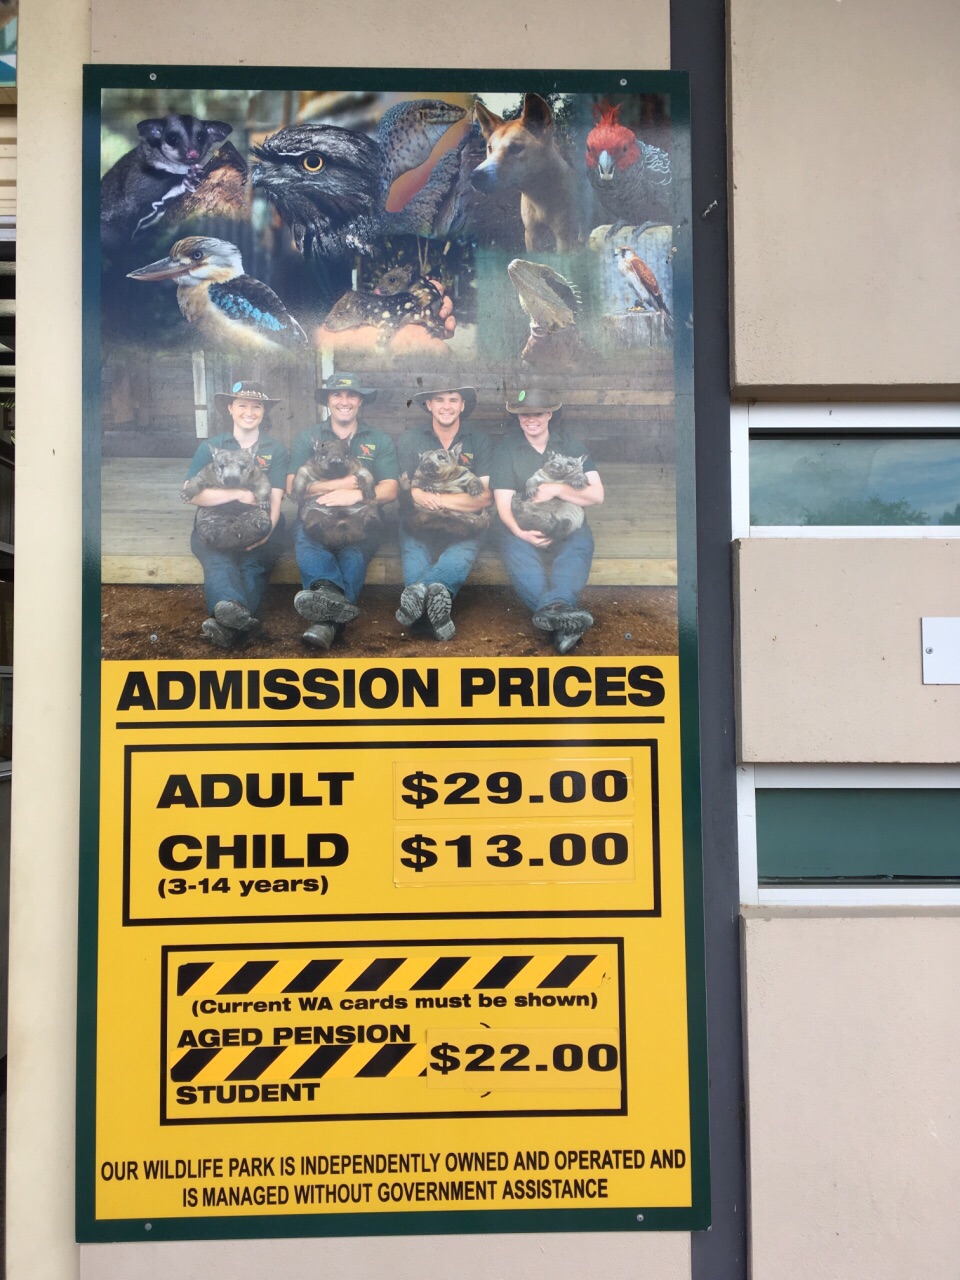 ADMISSION PRICES
ADULT $29.00
CHILD $13.00
(3-14 years)
(Current WA cards must be shown)
AGED PENSION
$22.00
STUDENT
OUR WILDLIFE PARK IS INDEPENDENTLY OWNED AND OPERATED AND
IS MANAGED WITHOUT GOVERNMENT ASSISTANCE